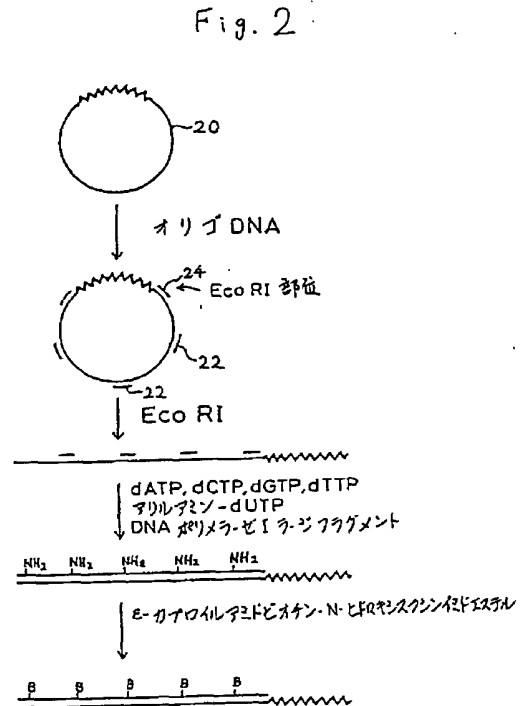 Fig. 2
20
オリゴDNA
24
Eco RI 部位
22
22
Eco RI
dATP, dCTP, dGTP, dTTP
アリルアミン-dUTP
DNA ポリメラーゼI ラージフラグメント
NH2 NH2 NH2 NH2 NH2
ε-カプロイルアミドビオチン-N-ヒドロキシスクシンイミドエステル
B B B B B